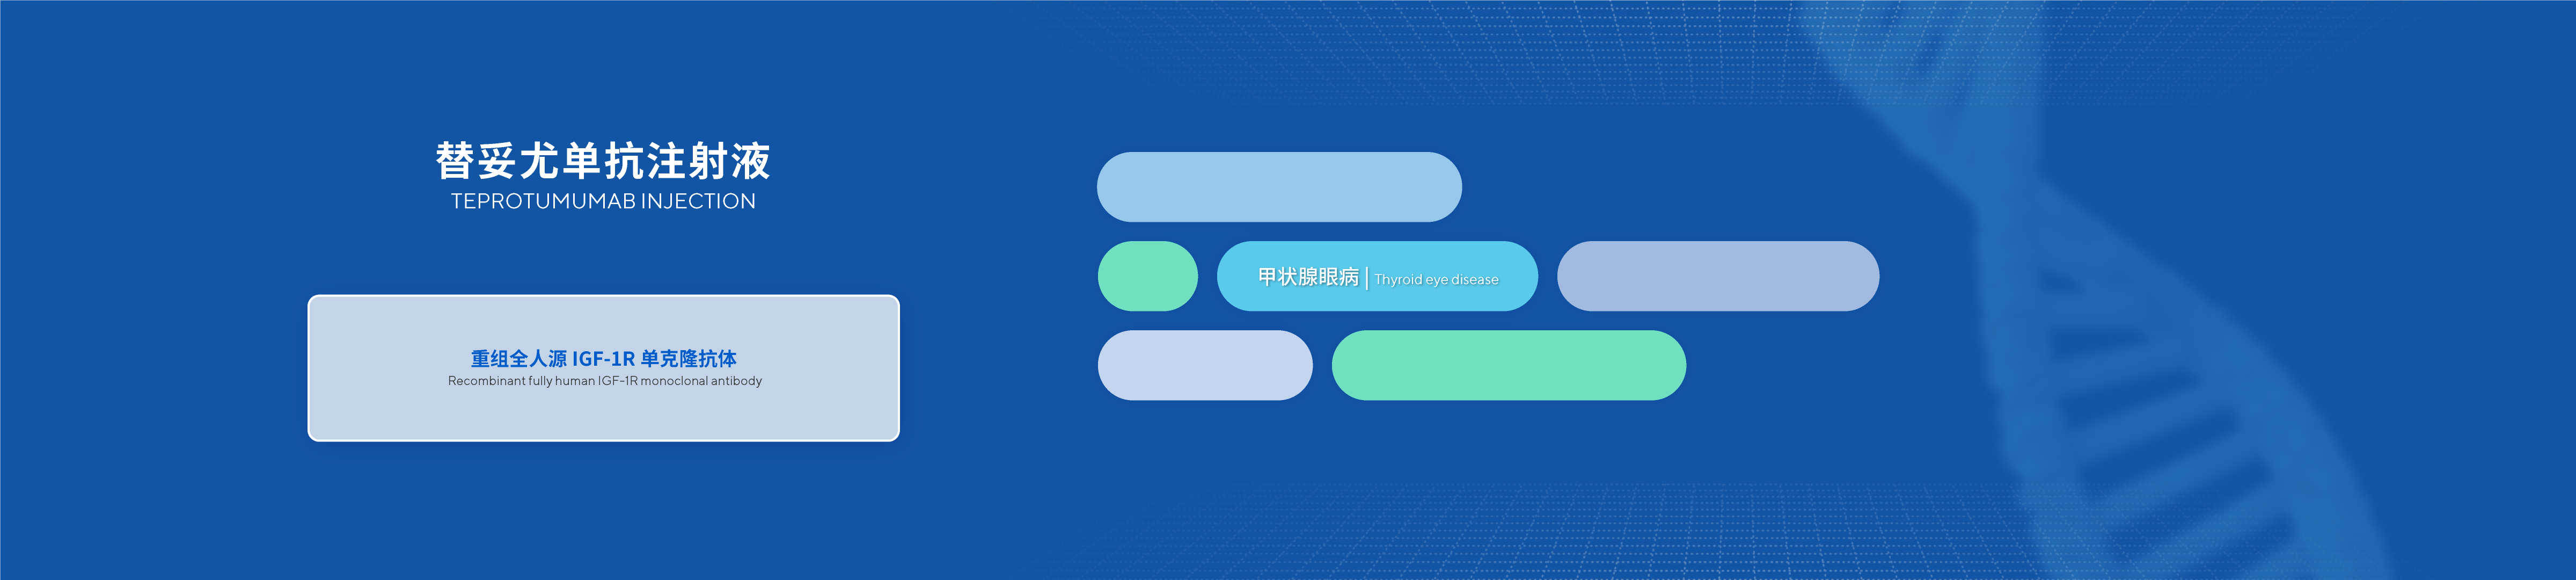 替妥尤单抗注射液
TEPROTUMUMAB INJECTION
重组全人源 IGF-1R 单克隆抗体
Recombinant fully human IGF-1R monoclonal antibody
甲状腺眼病 | Thyroid eye disease